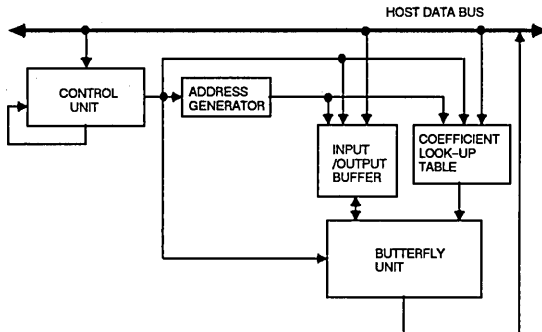 HOST DATA BUS
CONTROL
UNIT
ADDRESS
GENERATOR
INPUT
/OUTPUT
BUFFER
COEFFICIENT
LOOK-UP
TABLE
BUTTERFLY
UNIT